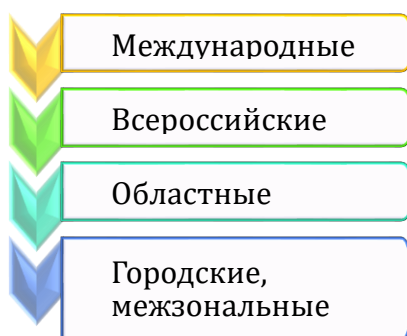 Международные
Всероссийские
Областные
Городские,
межзональные